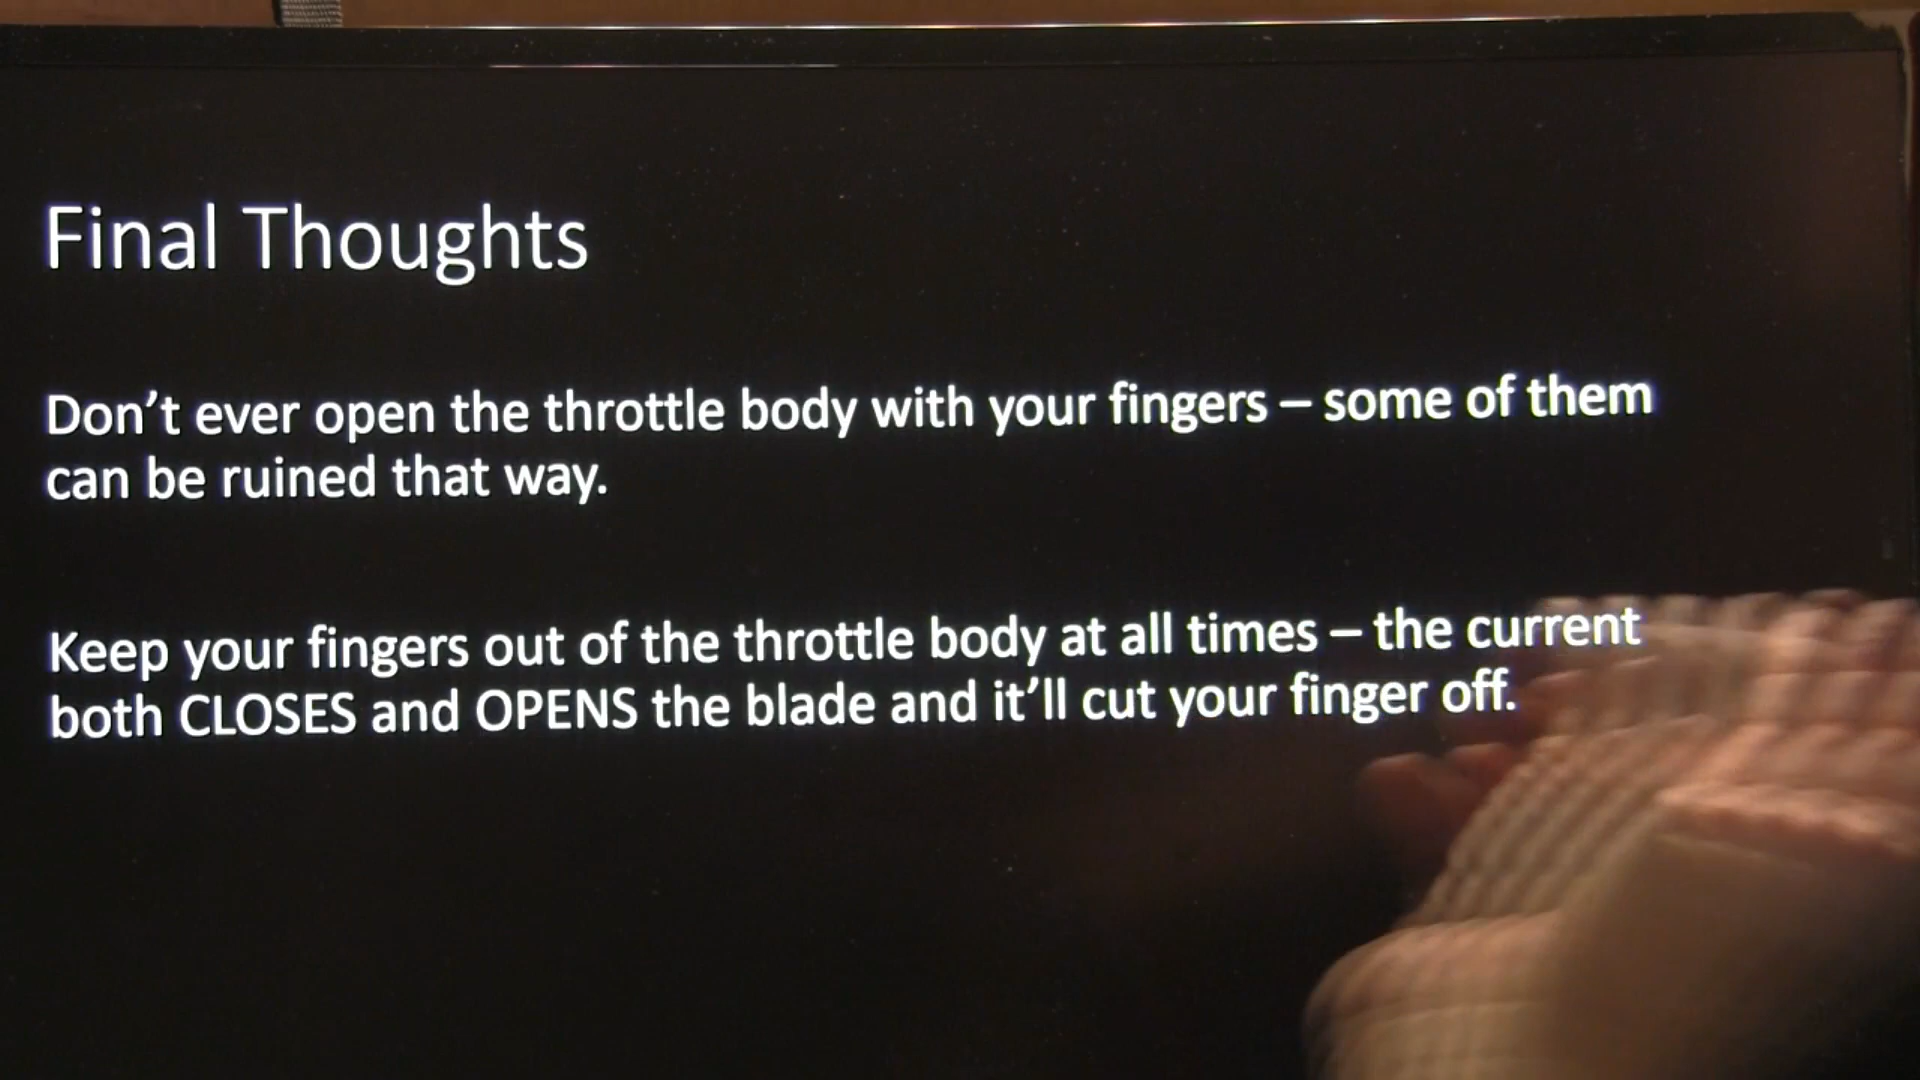 Final Thoughts
Don’t ever open the throttle body with your fingers – some of them
can be ruined that way.
Keep your fingers out of the throttle body at all times – the current
both CLOSES and OPENS the blade and it’ll cut your finger off.